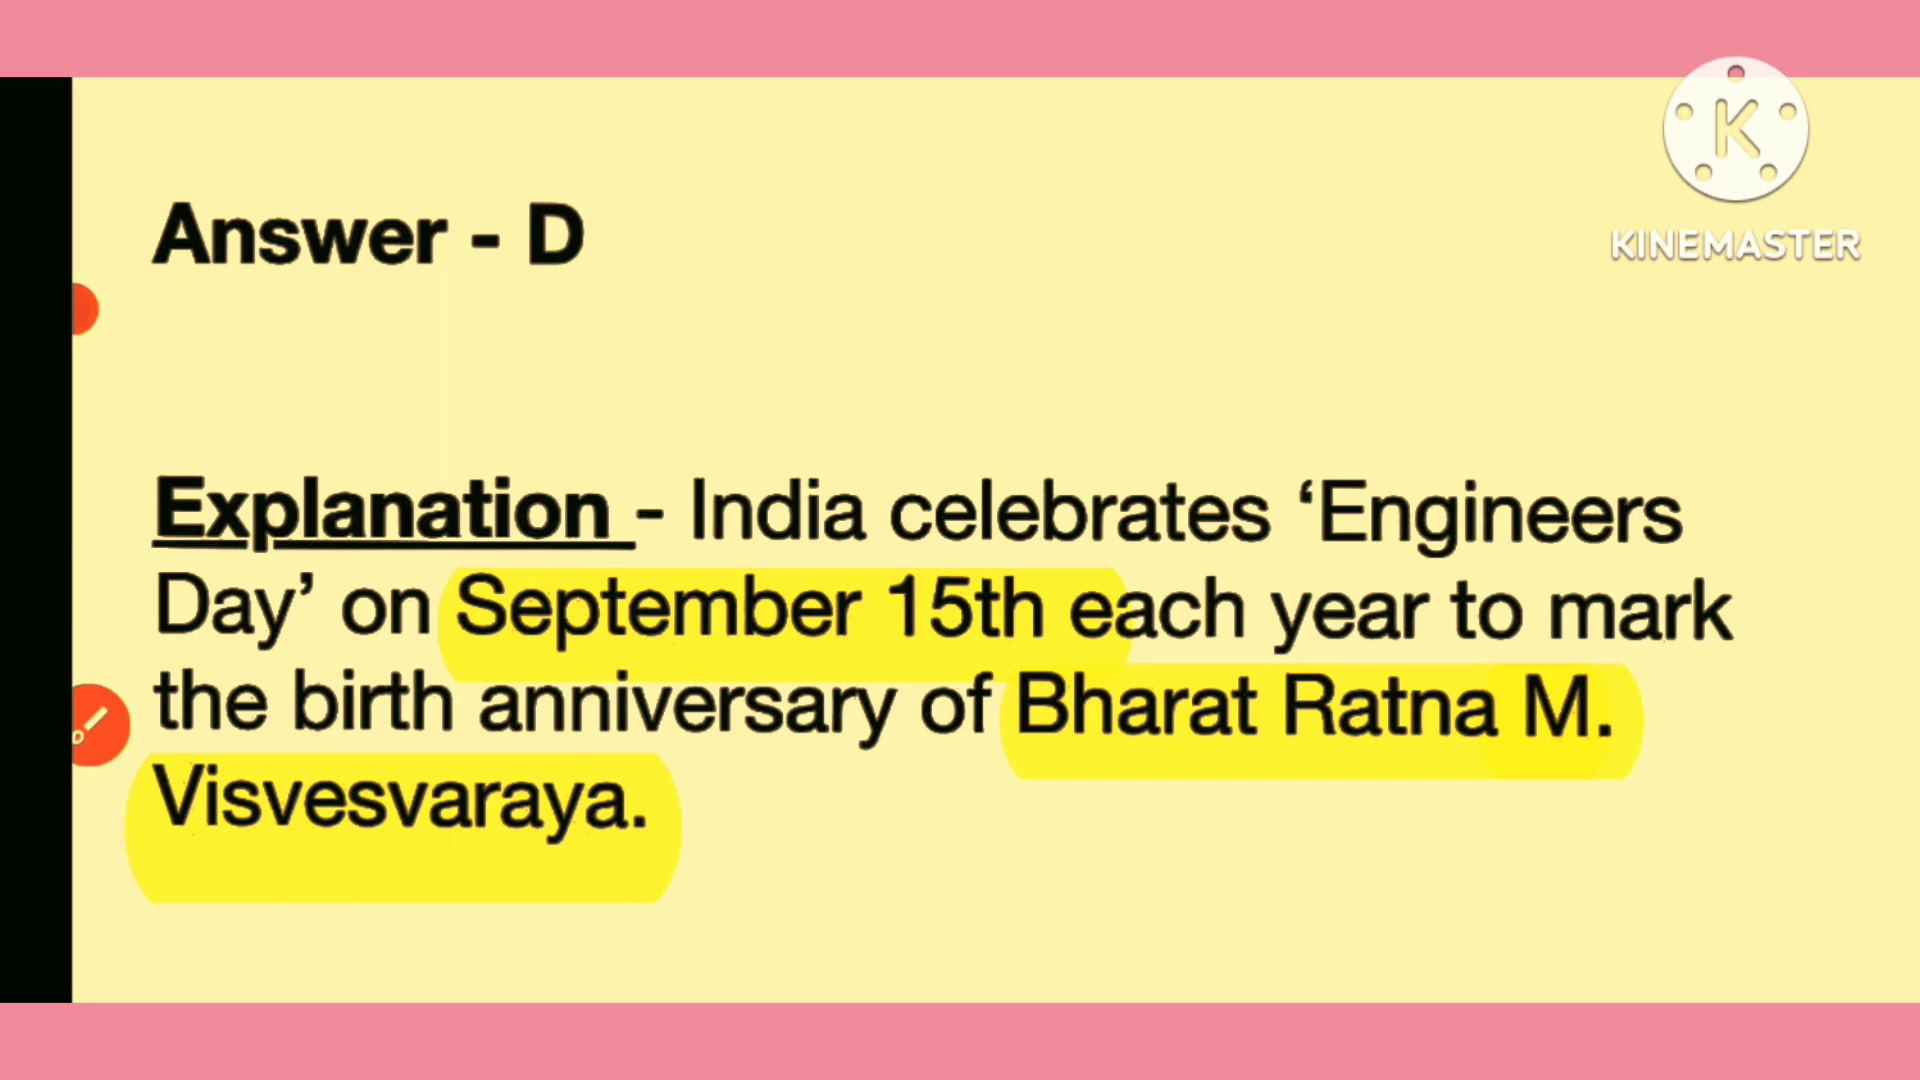 K
KINEMASTER
Answer - D
Explanation - India celebrates ‘Engineers
Day’ on September 15th each year to mark
the birth anniversary of Bharat Ratna M.
Visvesvaraya.